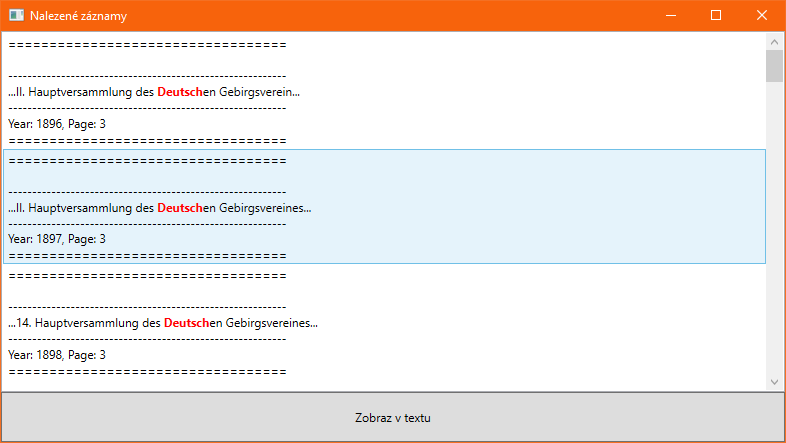 Nalezené záznamy
==================================
-----------------------------------------------------------
...II. Hauptversammlung des Deutschen Gebirgsverein...
-----------------------------------------------------------
Year: 1896, Page: 3
==================================
==================================
-----------------------------------------------------------
...II. Hauptversammlung des Deutschen Gebirgsvereines...
-----------------------------------------------------------
Year: 1897, Page: 3
==================================
==================================
-----------------------------------------------------------
...14. Hauptversammlung des Deutschen Gebirgsvereines...
-----------------------------------------------------------
Year: 1898, Page: 3
==================================
Zobraz v textu